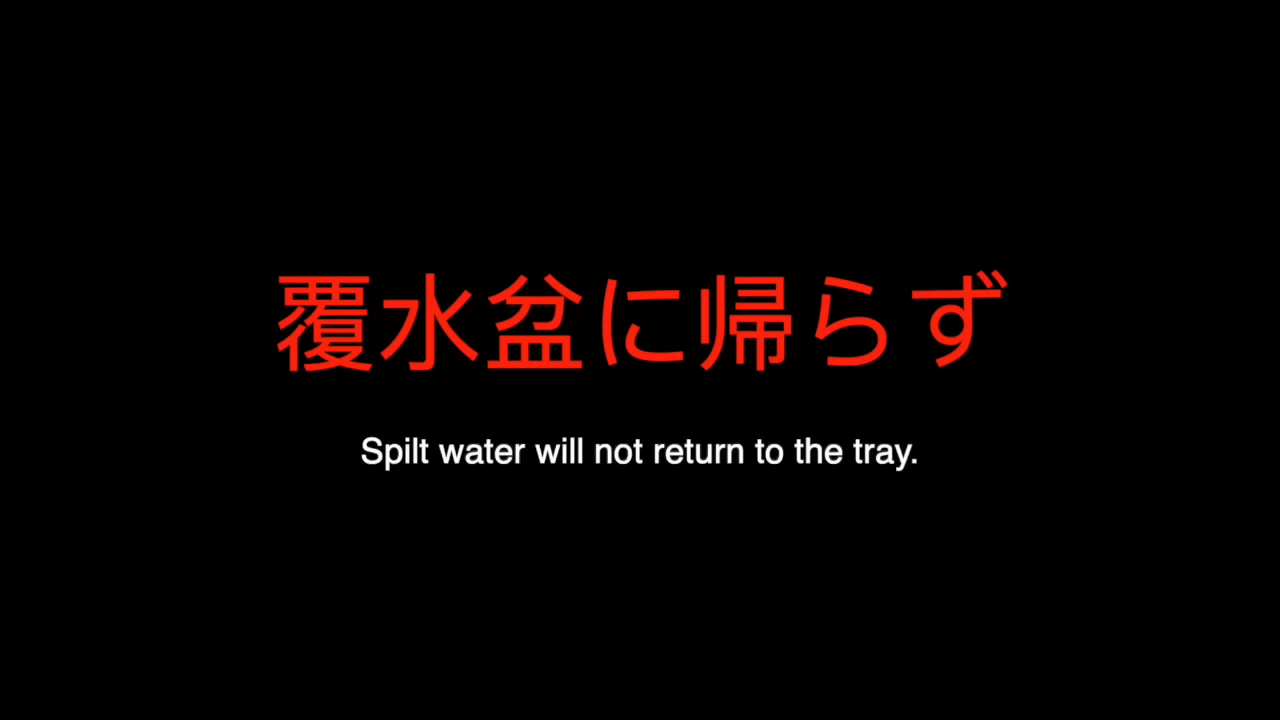 覆水盆に帰らず
Spilt water will not return to the tray.